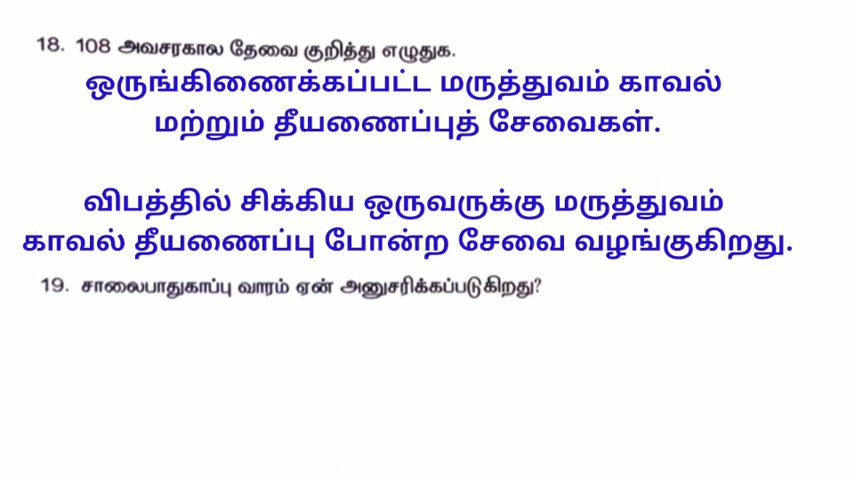 18. 108 அவசரகால தேவை குறித்து எழுதுக.
ஒருங்கிணைக்கப்பட்ட மருத்துவம் காவல்
மற்றும் தீயணைப்புத் சேவைகள்.
விபத்தில் சிக்கிய ஒருவருக்கு மருத்துவம்
காவல் தீயணைப்பு போன்ற சேவை வழங்குகிறது.
19. சாலைபாதுகாப்பு வாரம் ஏன் அனுசரிக்கப்படுகிறது?